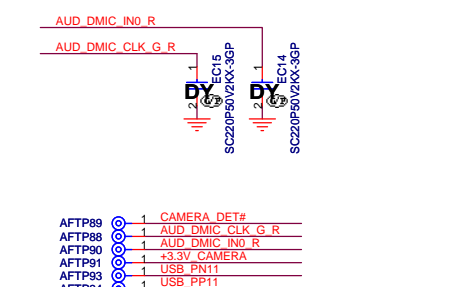 AUD_DMIC_IN0_R
AUD_DMIC_CLK_G_R
1
EC15
DY
2
SC220P50V2KX-3GP
1
EC14
DY
2
SC220P50V2KX-3GP
AFTP89 1 CAMERA_DET#
AFTP88 1 AUD_DMIC_CLK_G_R
AFTP90 1 AUD_DMIC_IN0_R
AFTP91 1 +3.3V_CAMERA
AFTP93 1 USB_PN11
1 USB_PP11